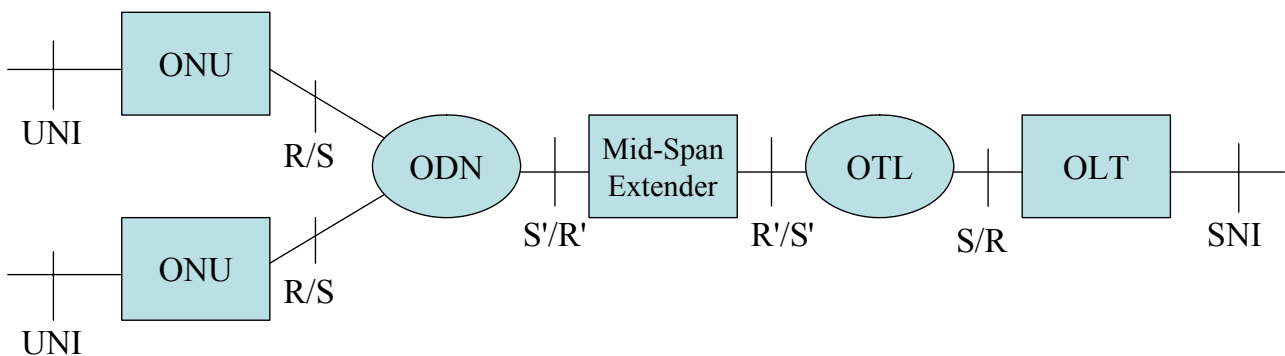 ONU
UNI
R/S
ODN
Mid-Span
Extender
OTL
OLT
S'/R'
R'/S'
S/R
SNI
ONU
R/S
UNI